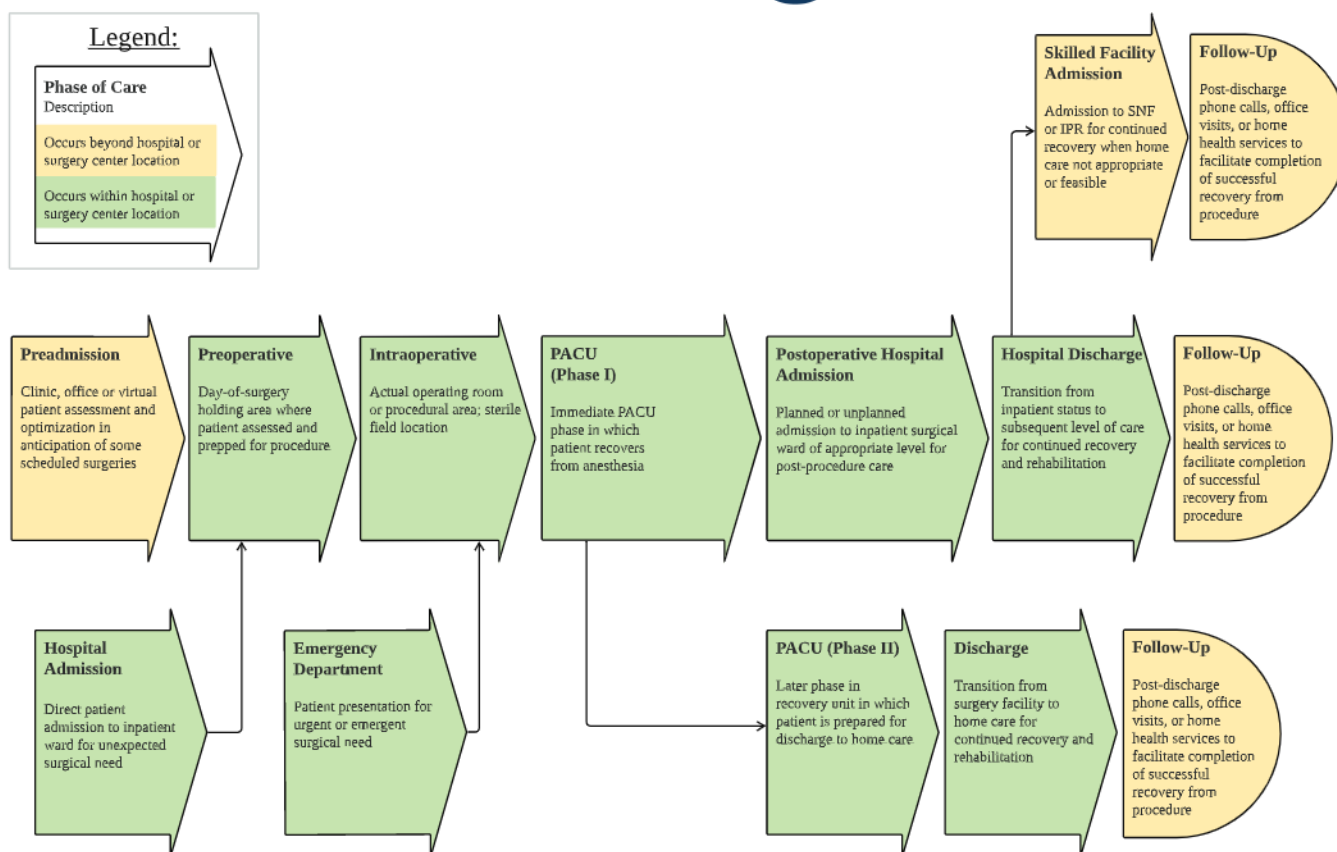 Legend:
Phase of Care
Description
Occurs beyond hospital or
surgery center location
Occurs within hospital or
surgery center location
Skilled Facility
Admission
Admission to SNF
or IPR for continued
recovery when home
care not appropriate
or feasible
Follow-Up
Post-discharge
phone calls, office
visits, or home
health services to
facilitate completion
of successful
recovery from
procedure
Preadmission
Clinic, office or virtual
patient assessment and
optimization in
anticipation of some
scheduled surgeries
Preoperative
Day-of-surgery
holding area where
patient assessed and
prepped for procedure
Intraoperative
Actual operating room
or procedural area; sterile
field location
PACU
(Phase I)
Immediate PACU
phase in which
patient recovers
from anesthesia
Postoperative Hospital
Admission
Planned or unplanned
admission to inpatient surgical
ward of appropriate level for
post-procedure care
Hospital Discharge
Transition from
inpatient status to
subsequent level of care
for continued recovery
and rehabilitation
Follow-Up
Post-discharge
phone calls, office
visits, or home
health services to
facilitate completion
of successful
recovery from
procedure
Hospital
Admission
Direct patient
admission to inpatient
ward for unexpected
surgical need
Emergency
Department
Patient presentation for
urgent or emergent
surgical need
PACU (Phase II)
Later phase in
recovery unit in which
patient is prepared for
discharge to home care
Discharge
Transition from
surgery facility to
home care for
continued recovery and
rehabilitation
Follow-Up
Post-discharge
phone calls, office
visits, or home
health services to
facilitate completion
of successful
recovery from
procedure